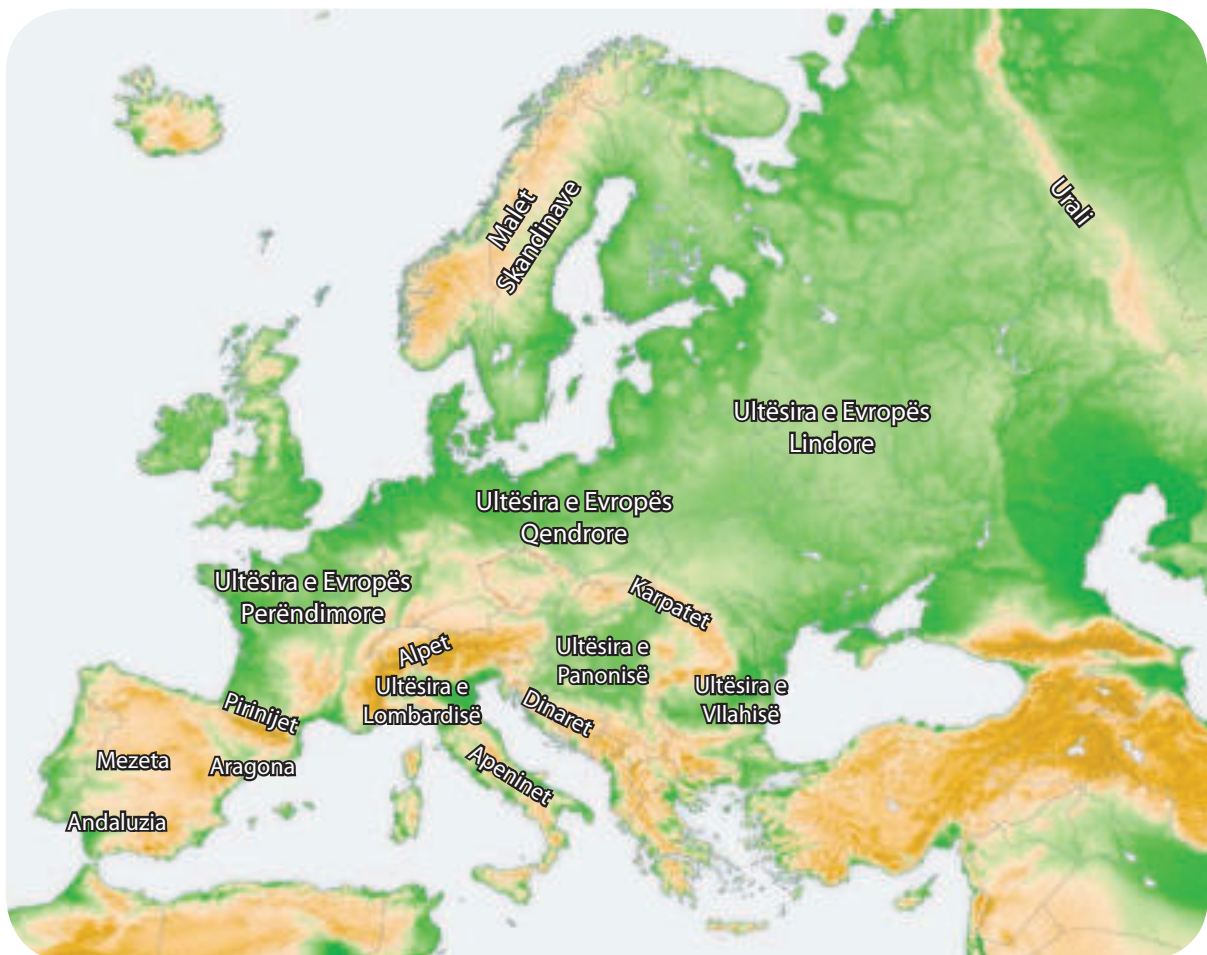 Malet
Skandinave
Urali
Ultësira e Evropës
Lindore
Ultësira e Evropës
Qendrore
Ultësira e Evropës
Perëndimore
Karpatet
Alpet
Ultësira e
Panonisë
Ultësira e
Lombardisë
Ultësira e
Vllahisë
Pirinijet
Dinaret
Mezeta
Aragona
Apeninet
Andaluzia